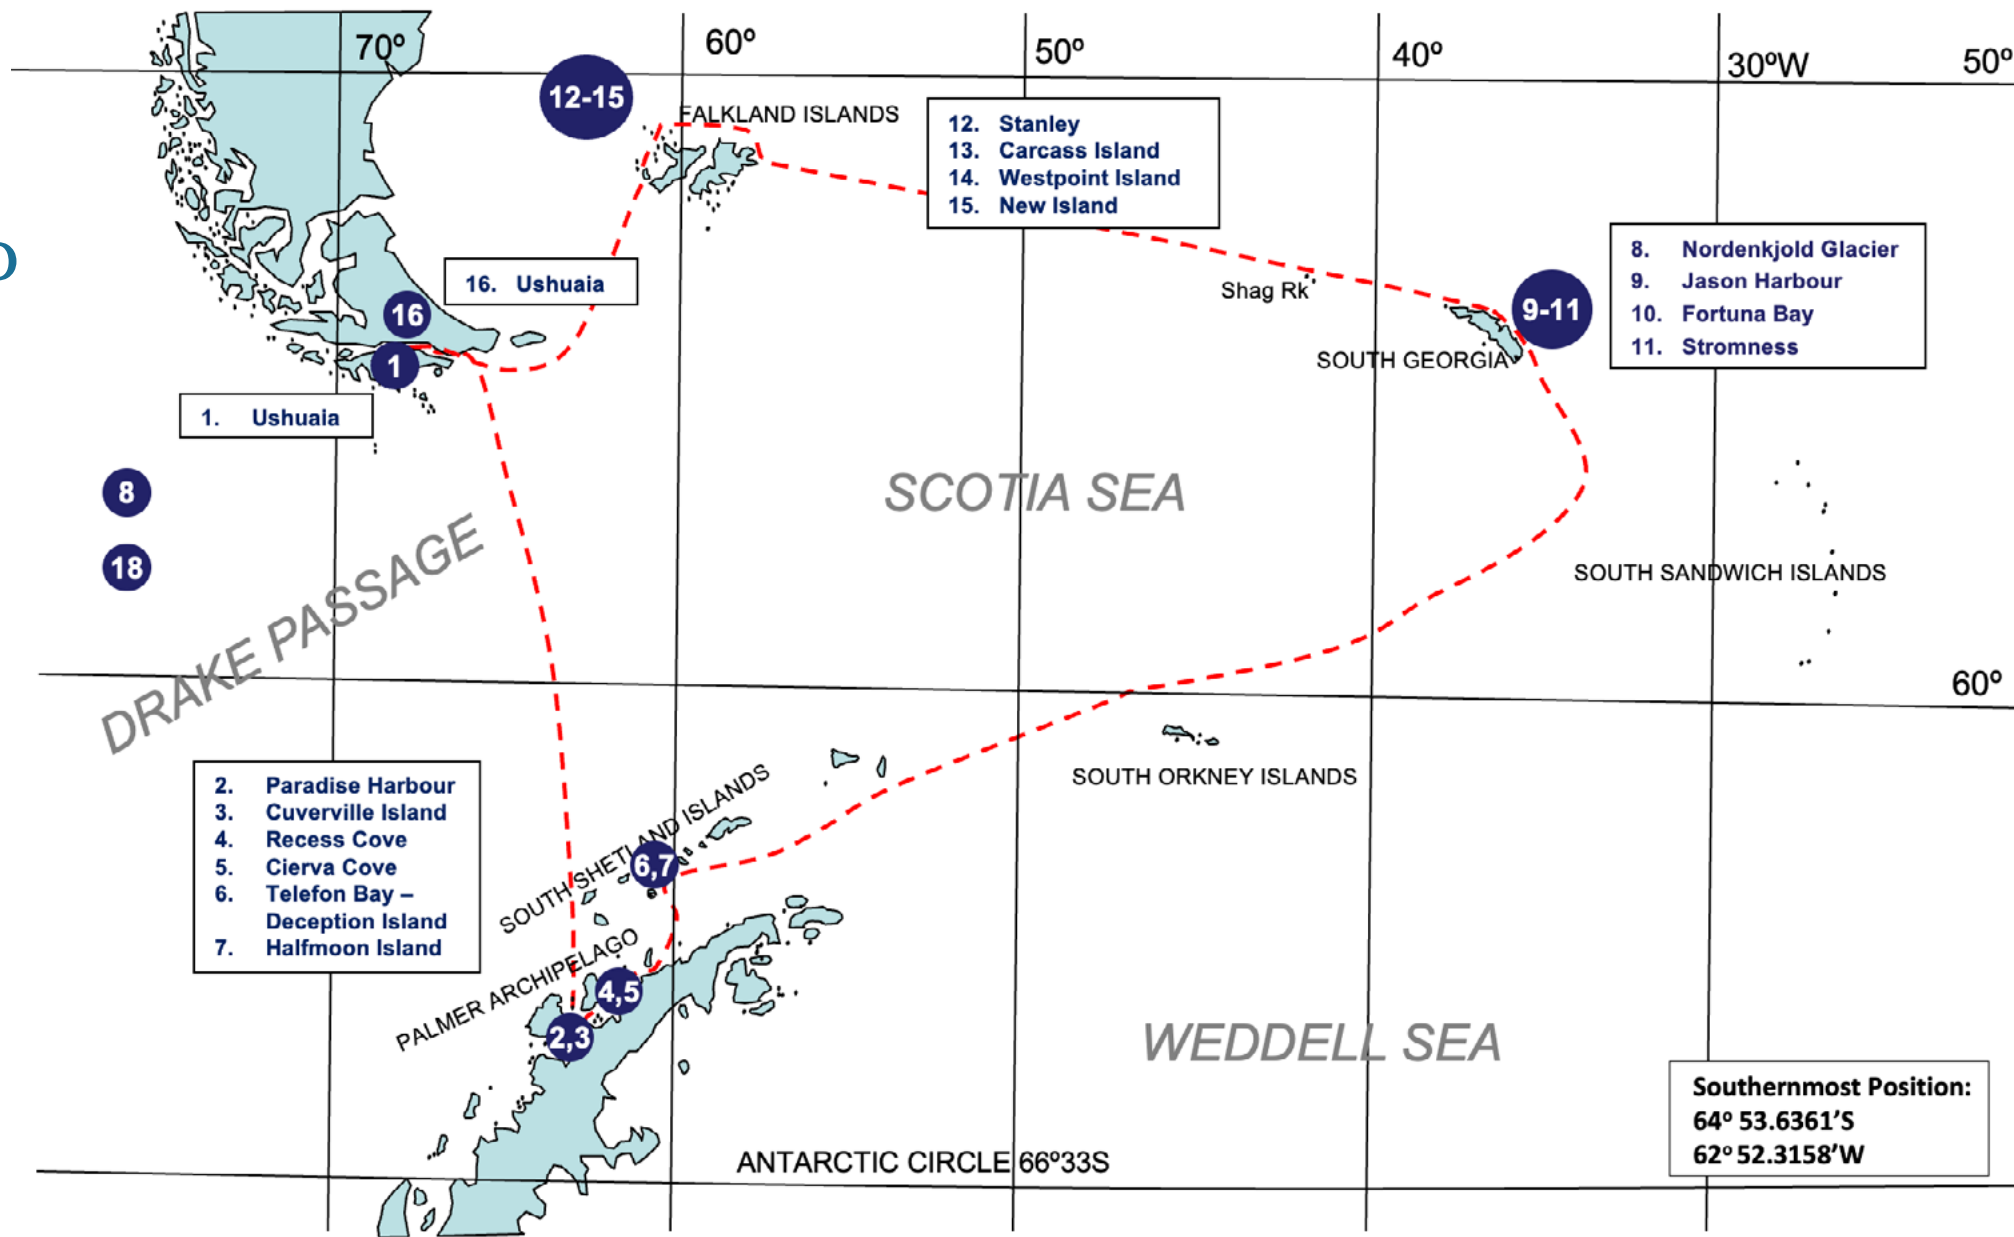 70º
60º
50º
40º
30ºW
50º
12-15
FALKLAND ISLANDS
12. Stanley
13. Carcass Island
14. Westpoint Island
15. New Island
8. Nordenkjold Glacier
9. Jason Harbour
10. Fortuna Bay
11. Stromness
16. Ushuaia
Shag Rk
9-11
16
SOUTH GEORGIA
1
1. Ushuaia
8
SCOTIA SEA
18
SOUTH SANDWICH ISLANDS
DRAKE PASSAGE
60º
2. Paradise Harbour
3. Cuverville Island
4. Recess Cove
5. Cierva Cove
6. Telefon Bay –
Deception Island
7. Halfmoon Island
SOUTH ORKNEY ISLANDS
SOUTH SHETLAND ISLANDS
6,7
PALMER ARCHIPELAGO
4,5
2,3
WEDDELL SEA
Southernmost Position:
64º 53.6361’S
62º 52.3158’W
ANTARCTIC CIRCLE 66º33S